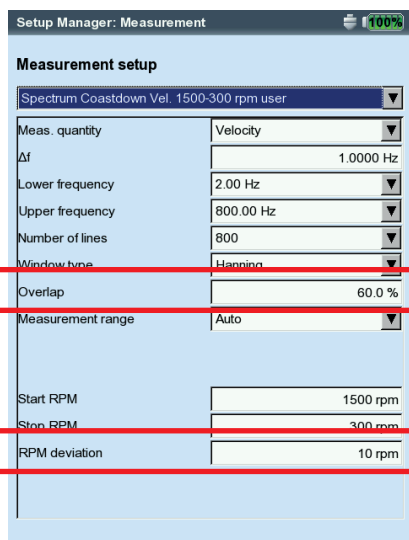 Setup Manager: Measurement 100%
Measurement setup
Spectrum Coastdown Vel. 1500-300 rpm user
Meas. quantity Velocity
Δf 1.0000 Hz
Lower frequency 2.00 Hz
Upper frequency 800.00 Hz
Number of lines 800
Window type Hanning
Overlap 60.0 %
Measurement range Auto
Start RPM 1500 rpm
Stop RPM 300 rpm
RPM deviation 10 rpm